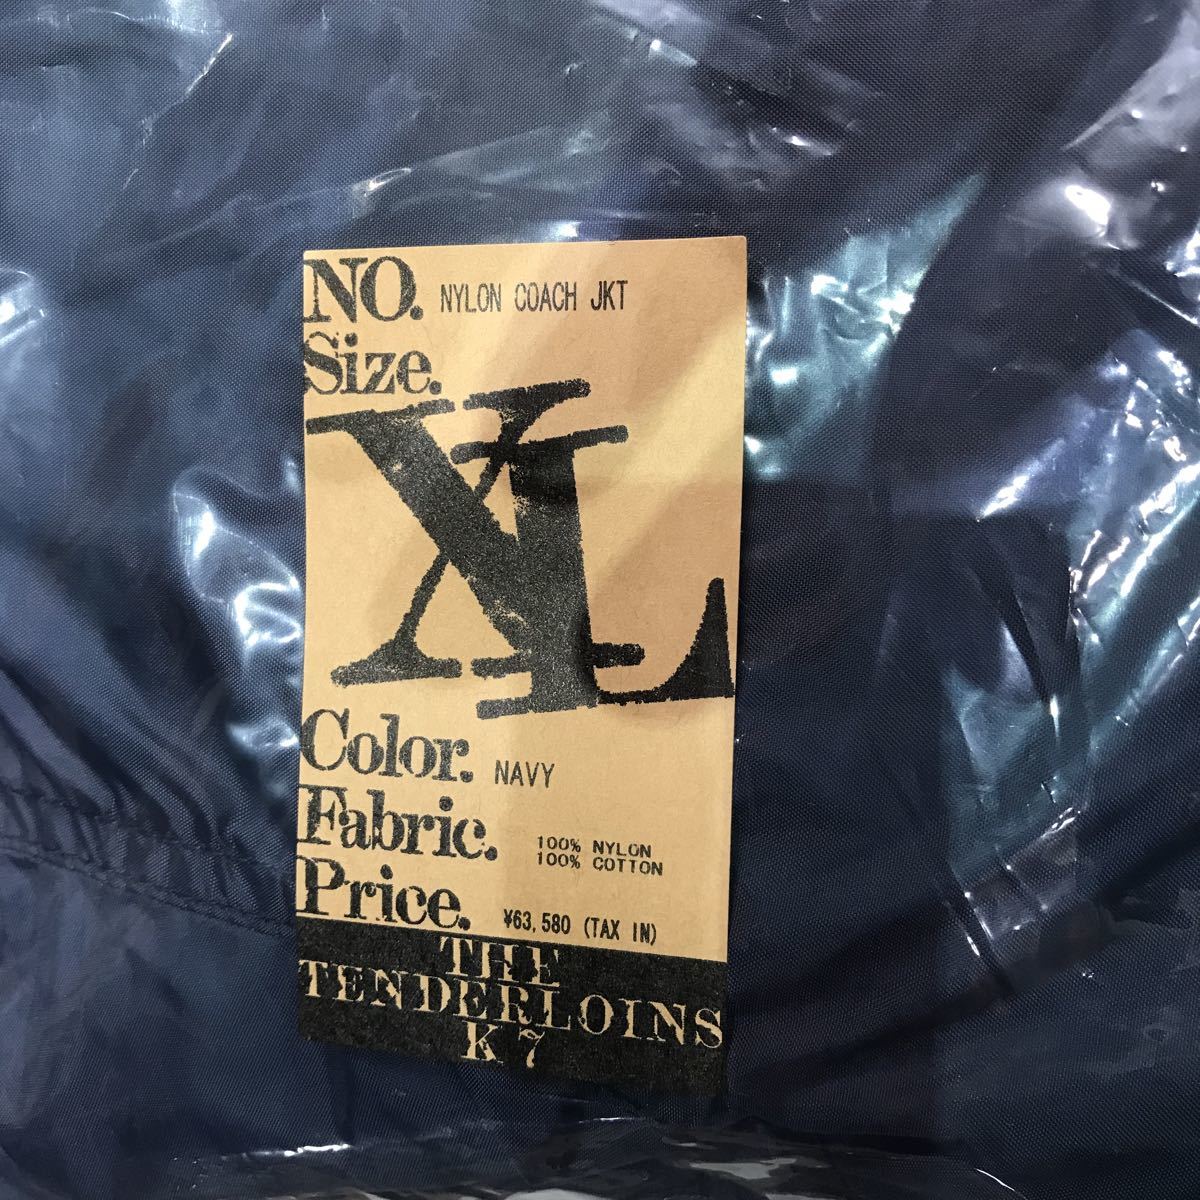 NO. NYLON COACH JKT
Size.
XL
Color. NAVY
Fabric. 100% NYLON
100% COTTON
Price. ¥63,580 (TAX IN)
THE
TENDERLOINS
K 7